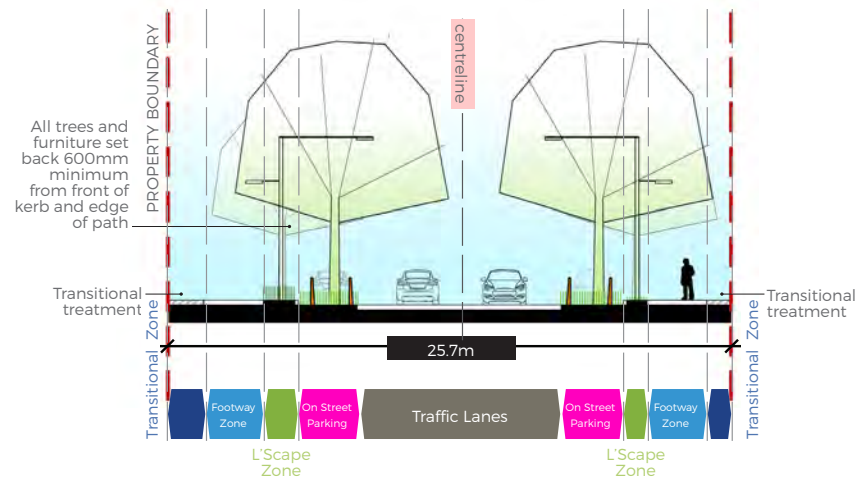 PROPERTY BOUNDARY
centreline
All trees and
furniture set
back 600mm
minimum
from front of
kerb and edge
of path
Transitional
treatment
Transitional
treatment
25.7m
Transitional Zone
Transitional Zone
Footway
Zone
On Street
Parking
Traffic Lanes
On Street
Parking
Footway
Zone
L'Scape
Zone
L'Scape
Zone